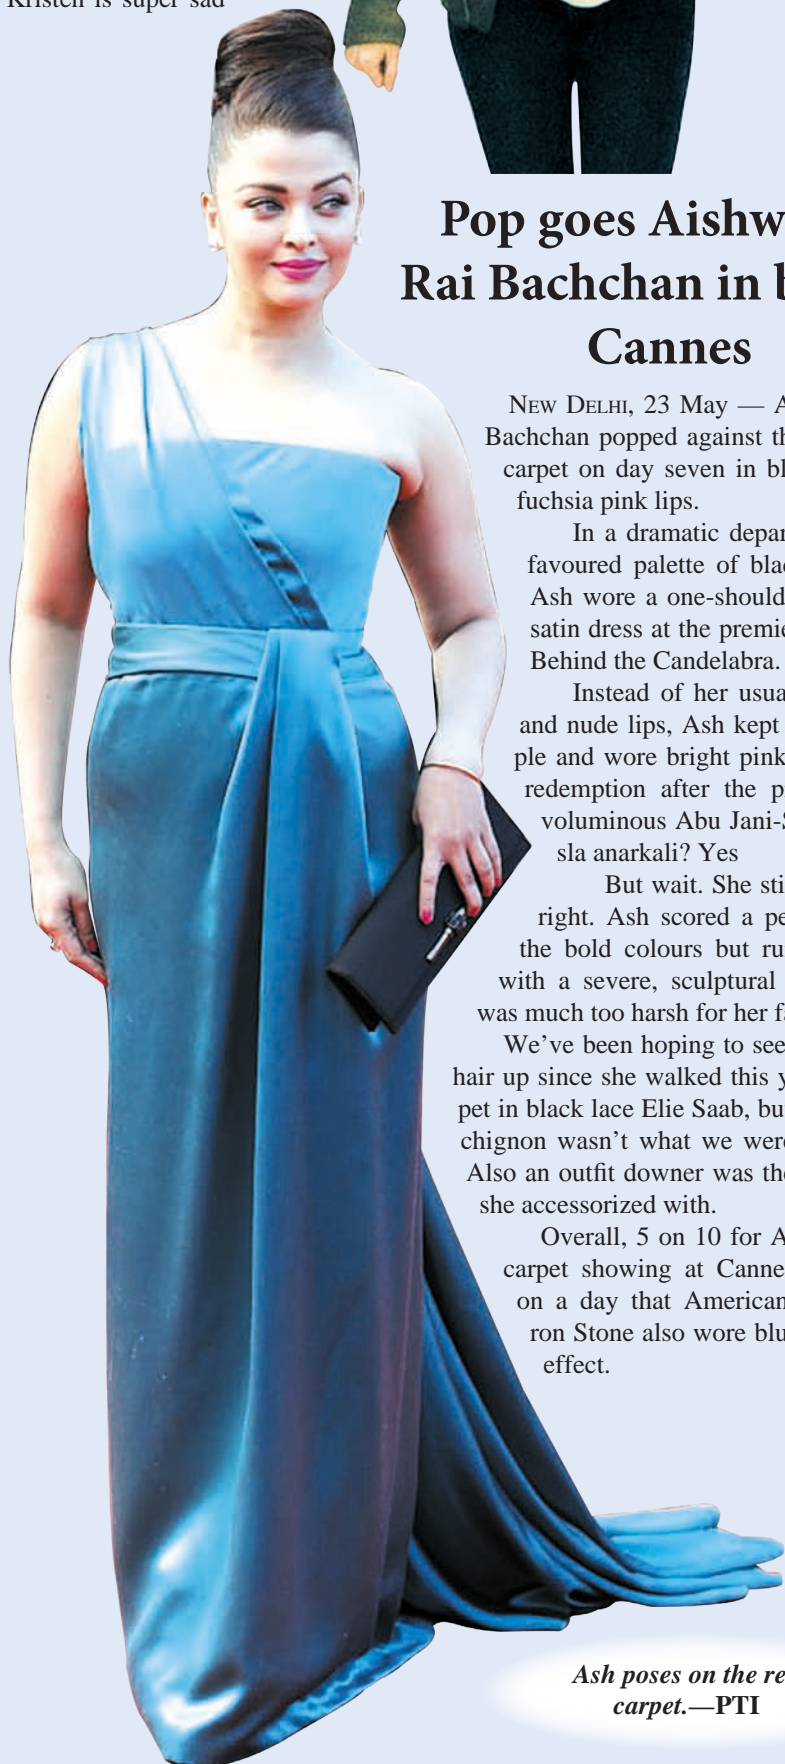 Kristen is super sad
Pop goes Aishw
Rai Bachchan in b
Cannes
NEW DELHI, 23 May — A
Bachchan popped against th
carpet on day seven in bl
fuchsia pink lips.
In a dramatic depar
favoured palette of blac
Ash wore a one-should
satin dress at the premie
Behind the Candelabra.
Instead of her usua
and nude lips, Ash kept
ple and wore bright pink
redemption after the p
voluminous Abu Jani-S
sla anarkali? Yes
But wait. She sti
right. Ash scored a pe
the bold colours but ru
with a severe, sculptural
was much too harsh for her fa
We’ve been hoping to see
hair up since she walked this y
pet in black lace Elie Saab, bu
chignon wasn’t what we were
Also an outfit downer was the
she accessorized with.
Overall, 5 on 10 for A
carpet showing at Canne
on a day that American
ron Stone also wore blu
effect.
Ash poses on the re
carpet.—PTI